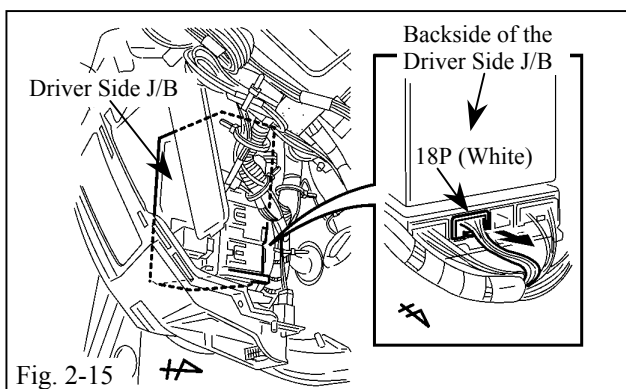 Driver Side J/B
Backside of the
Driver Side J/B
18P (White)
Fig. 2-15